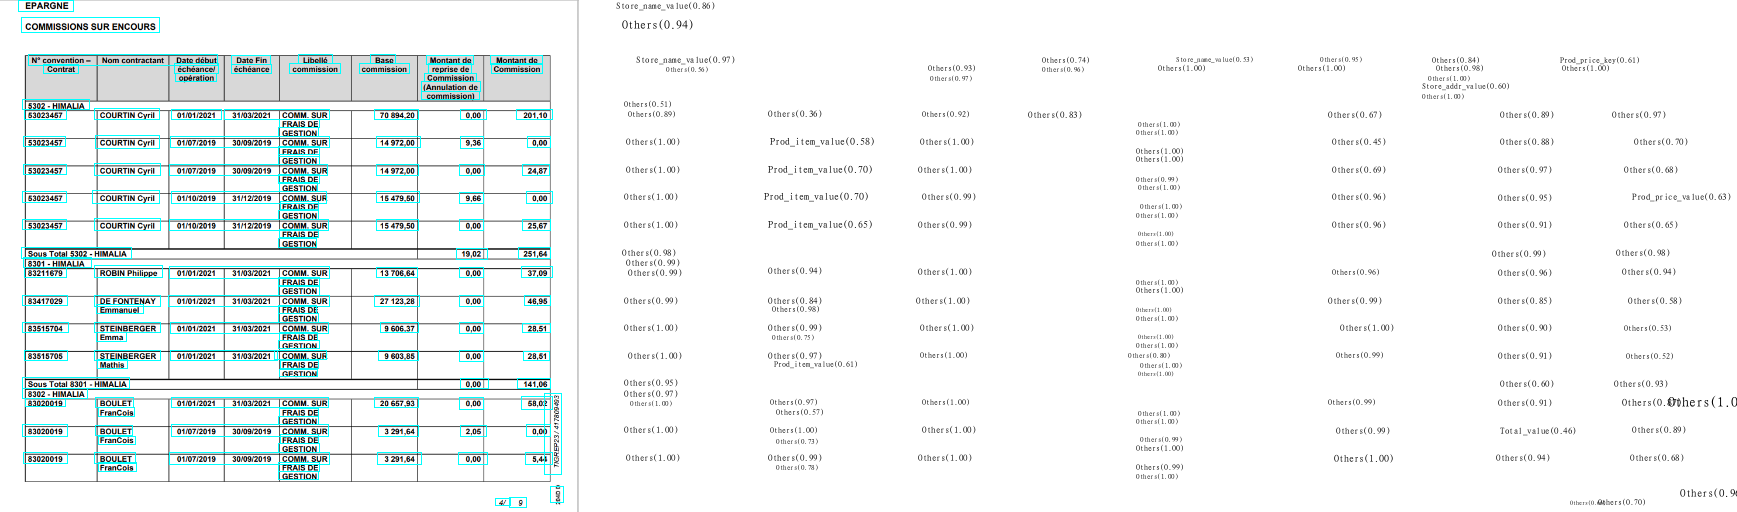 EPARGNE
COMMISSIONS SUR ENCOURS
N° convention – Contrat Nom contractant Date début échéance/ opération Date Fin échéance Libellé commission Base commission Montant de reprise de Commission (Annulation de commission) Montant de Commission
5302 - HIMALIA
53023457 COURTIN Cyril 01/01/2021 31/03/2021 COMM. SUR FRAIS DE GESTION 70 894,20 0,00 201,10
53023457 COURTIN Cyril 01/07/2019 30/09/2019 COMM. SUR FRAIS DE GESTION 14 972,00 9,36 0,00
53023457 COURTIN Cyril 01/07/2019 30/09/2019 COMM. SUR FRAIS DE GESTION 14 972,00 0,00 24,87
53023457 COURTIN Cyril 01/10/2019 31/12/2019 COMM. SUR FRAIS DE GESTION 15 479,50 9,66 0,00
53023457 COURTIN Cyril 01/10/2019 31/12/2019 COMM. SUR FRAIS DE GESTION 15 479,50 0,00 25,67
Sous Total 5302 - HIMALIA 19,02 251,64
8301 - HIMALIA
83211679 ROBIN Philippe 01/01/2021 31/03/2021 COMM. SUR FRAIS DE GESTION 13 706,64 0,00 37,09
83417029 DE FONTENAY Emmanuel 01/01/2021 31/03/2021 COMM. SUR FRAIS DE GESTION 27 123,28 0,00 46,95
83515704 STEINBERGER Emma 01/01/2021 31/03/2021 COMM. SUR FRAIS DE GESTION 9 606,37 0,00 28,51
83515705 STEINBERGER Mathis 01/01/2021 31/03/2021 COMM. SUR FRAIS DE GESTION 9 603,85 0,00 28,51
Sous Total 8301 - HIMALIA 0,00 141,06
8302 - HIMALIA
83020019 BOULET FranCois 01/01/2021 31/03/2021 COMM. SUR FRAIS DE GESTION 20 657,93 0,00 58,02
83020019 BOULET FranCois 01/07/2019 30/09/2019 COMM. SUR FRAIS DE GESTION 3 291,64 2,05 0,00
83020019 BOULET FranCois 01/07/2019 30/09/2019 COMM. SUR FRAIS DE GESTION 3 291,64 0,00 5,44
4/ 9
Store_name_value(0.86)
Others(0.94)
Store_name_value(0.97) Others(0.74) Store_name_value(0.53) Others(0.95) Others(0.84) Prod_price_key(0.61)
Others(0.56) Others(0.93) Others(0.96) Others(1.00) Others(1.00) Others(0.98) Others(1.00)
Others(0.97) Others(1.00)
Store_addr_value(0.60)
Others(1.00)
Others(0.51)
Others(0.89) Others(0.36) Others(0.92) Others(0.83) Others(0.67) Others(0.89) Others(0.97)
Others(1.00)
Others(1.00)
Others(1.00) Prod_item_value(0.58) Others(1.00) Others(0.45) Others(0.88) Others(0.70)
Others(1.00)
Others(1.00)
Others(1.00) Prod_item_value(0.70) Others(1.00) Others(0.69) Others(0.97) Others(0.68)
Others(0.99)
Others(1.00)
Others(1.00) Prod_item_value(0.70) Others(0.99) Others(0.96) Others(0.95) Prod_price_value(0.63)
Others(1.00)
Others(1.00)
Others(1.00) Prod_item_value(0.65) Others(0.99) Others(0.96) Others(0.91) Others(0.65)
Others(1.00)
Others(1.00)
Others(0.98) Others(0.99) Others(0.98)
Others(0.99)
Others(0.99) Others(0.94) Others(1.00) Others(0.96) Others(0.96) Others(0.94)
Others(1.00)
Others(1.00)
Others(0.99) Others(0.84) Others(1.00) Others(0.99) Others(0.85) Others(0.58)
Others(0.98) Others(1.00)
Others(1.00)
Others(1.00) Others(0.99) Others(1.00) Others(1.00) Others(0.90) Others(0.53)
Others(0.75) Others(1.00)
Others(1.00)
Others(1.00) Others(0.97) Others(1.00) Others(0.80) Others(0.99) Others(0.91) Others(0.52)
Prod_item_value(0.61) Others(1.00)
Others(1.00)
Others(0.95) Others(0.60) Others(0.93)
Others(0.97)
Others(1.00) Others(0.97) Others(1.00) Others(0.99) Others(0.91) Others(1.0
Others(0.57) Others(1.00)
Others(1.00)
Others(1.00) Others(1.00) Others(1.00) Others(0.99) Total_value(0.46) Others(0.89)
Others(0.73) Others(0.99)
Others(1.00)
Others(1.00) Others(0.99) Others(1.00) Others(1.00) Others(0.94) Others(0.68)
Others(0.78) Others(0.99)
Others(1.00)
Others(0.9
Others(0.70)